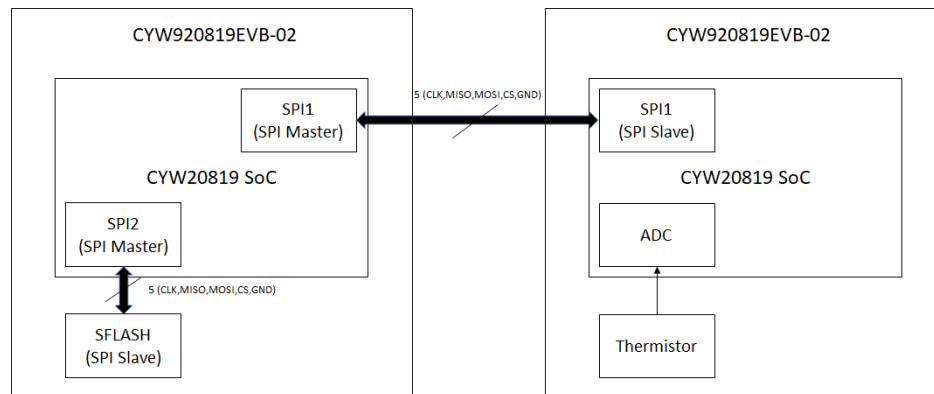 CYW920819EVB-02
SPI1
(SPI Master)
CYW20819 SoC
SPI2
(SPI Master)
5 (CLK,MISO,MOSI,CS,GND)
SFLASH
(SPI Slave)
5 (CLK,MISO,MOSI,CS,GND)
CYW920819EVB-02
SPI1
(SPI Slave)
CYW20819 SoC
ADC
Thermistor